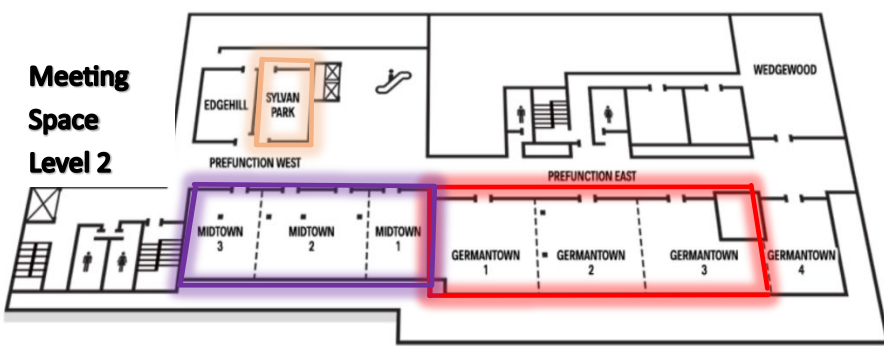 Meeting
Space
Level 2
EDGEHILL
SYLVAN
PARK
WEDGEWOOD
PREFUNCTION WEST
PREFUNCTION EAST
MIDTOWN
3
MIDTOWN
2
MIDTOWN
1
GERMANTOWN
1
GERMANTOWN
2
GERMANTOWN
3
GERMANTOWN
4